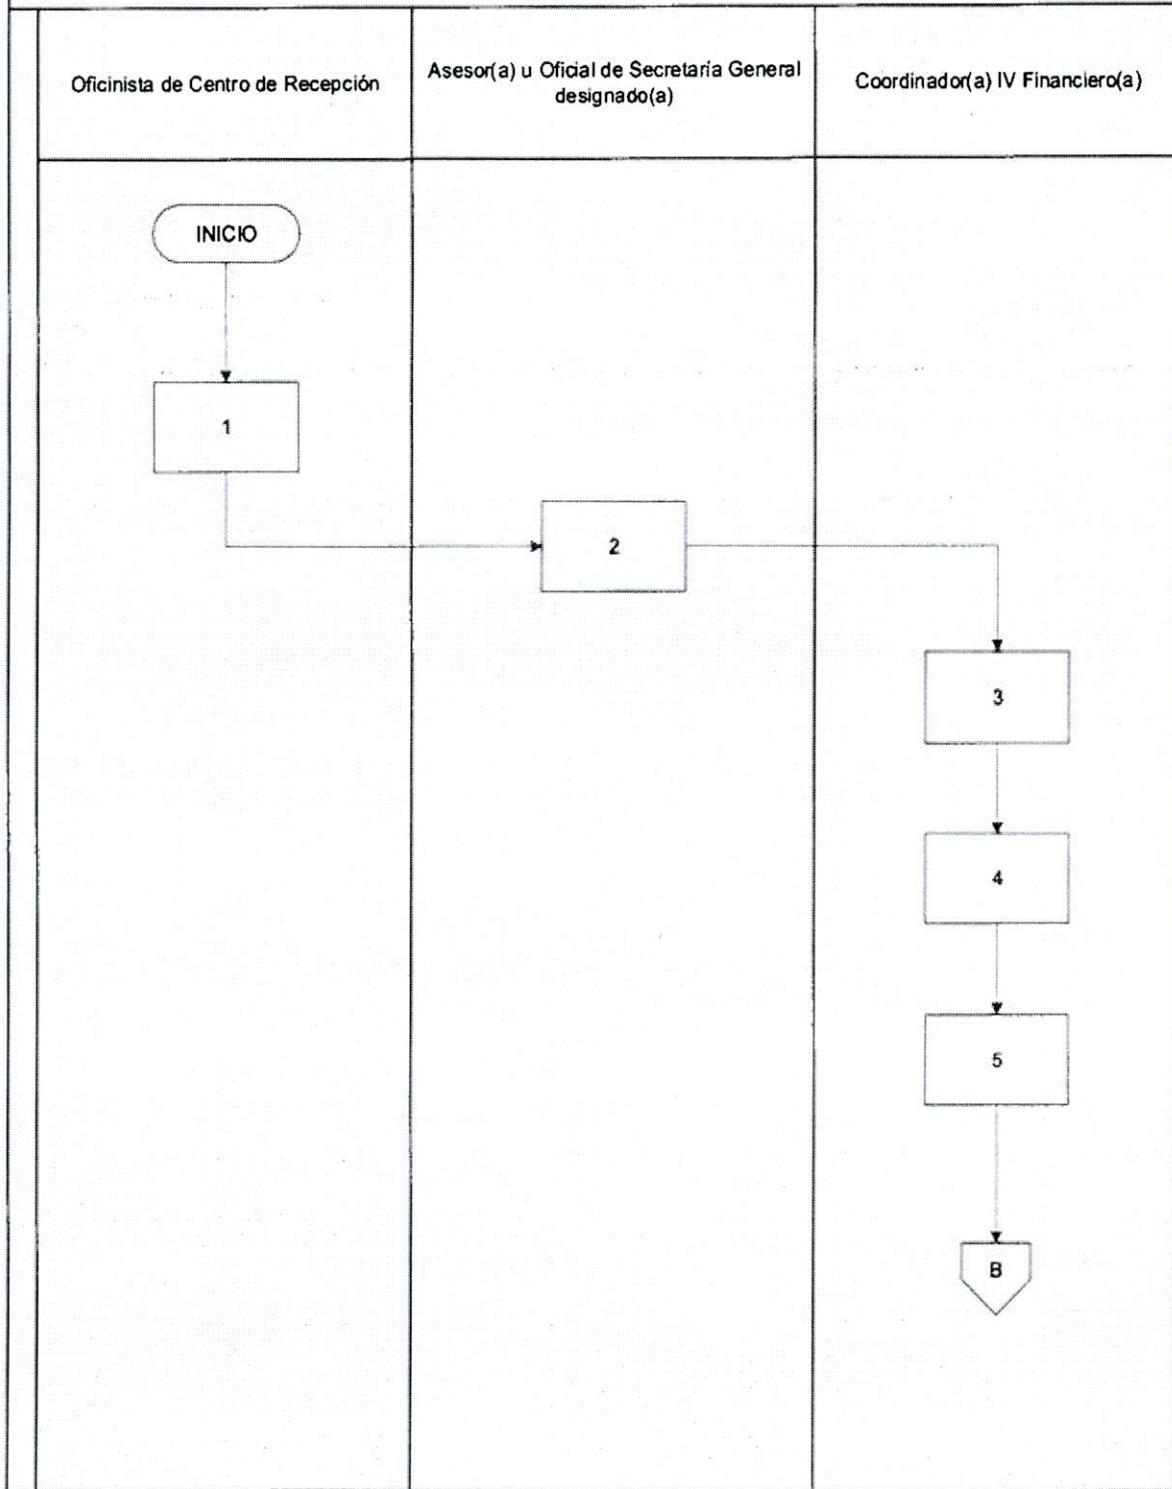 Oficinista de Centro de Recepción
Asesor(a) u Oficial de Secretaría General
designado(a)
Coordinador(a) IV Financiero(a)
INICIO
1
2
3
4
5
B